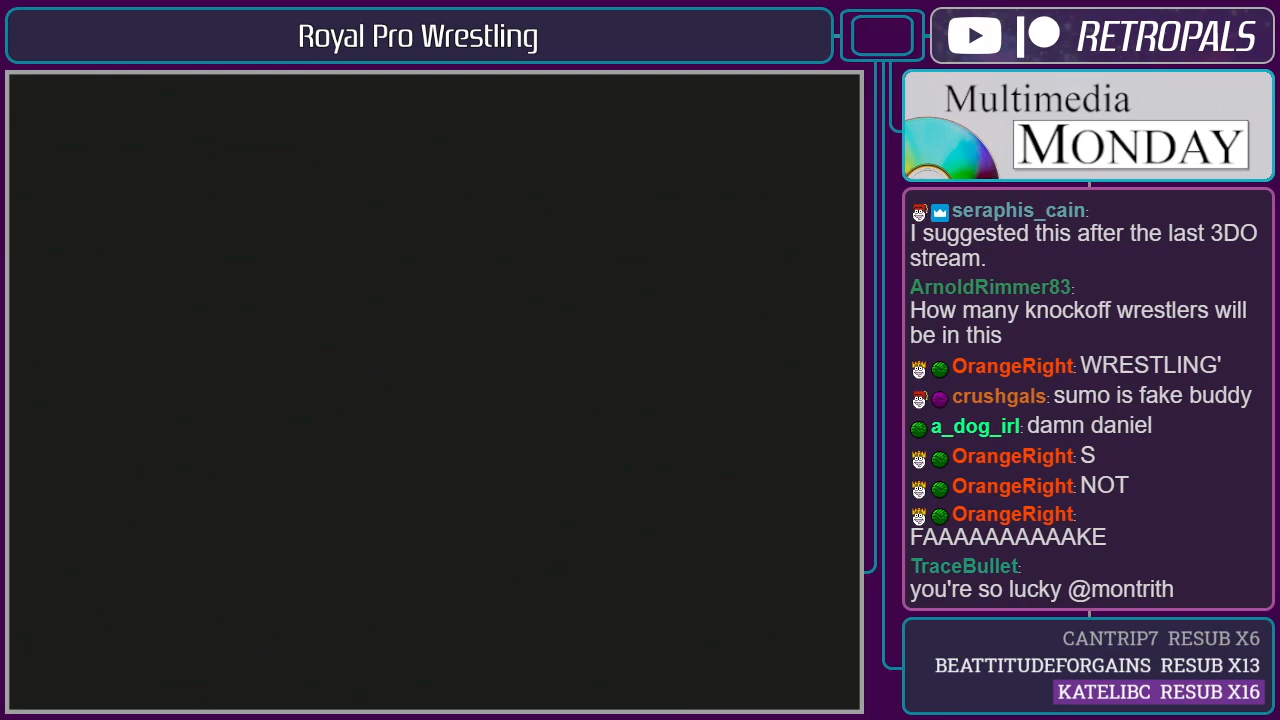 Royal Pro Wrestling
RETROPALS
Multimedia
MONDAY
seraphis_cain:
I suggested this after the last 3DO
stream.
ArnoldRimmer83:
How many knockoff wrestlers will
be in this
OrangeRight: WRESTLING'
crushgals: sumo is fake buddy
a_dog_irl: damn daniel
OrangeRight: S
OrangeRight: NOT
OrangeRight:
FAAAAAAAAAAKE
TraceBullet:
you're so lucky @montrith
CANTRIP7 RESUB X6
BEATTITUDEFORGAINS RESUB X13
KATELIBC RESUB X16